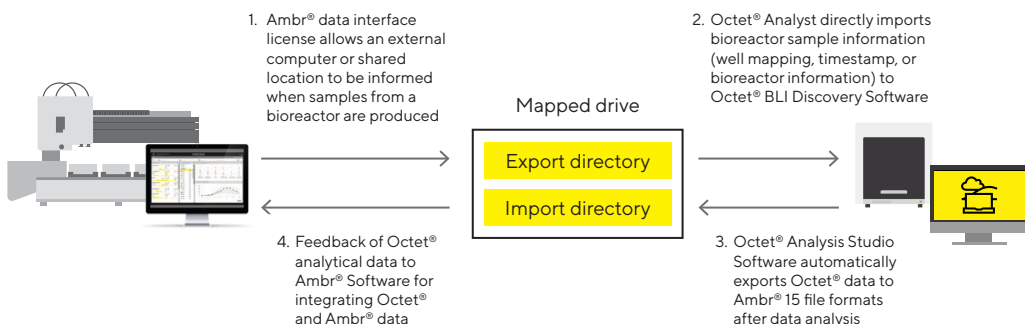 1. Ambr® data interface
license allows an external
computer or shared
location to be informed
when samples from a
bioreactor are produced
2. Octet® Analyst directly imports
bioreactor sample information
(well mapping, timestamp, or
bioreactor information) to
Octet® BLI Discovery Software
Mapped drive
Export directory
Import directory
4. Feedback of Octet®
analytical data to
Ambr® Software for
integrating Octet®
and Ambr® data
3. Octet® Analysis Studio
Software automatically
exports Octet® data to
Ambr® 15 file formats
after data analysis